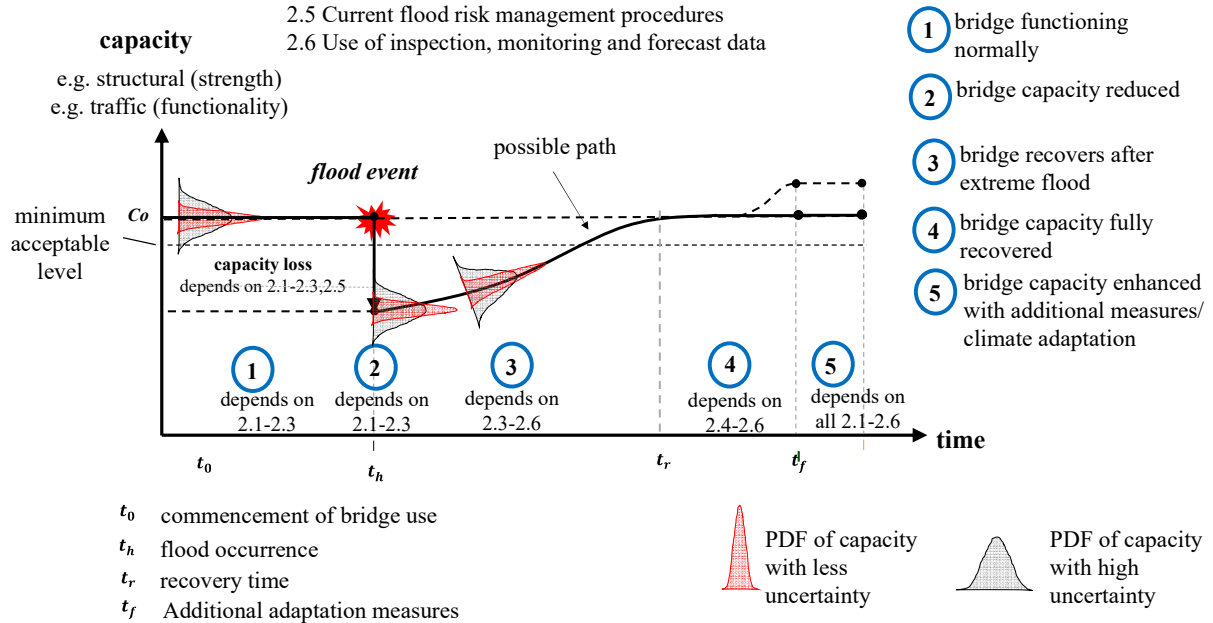 2.5 Current flood risk management procedures
2.6 Use of inspection, monitoring and forecast data
capacity
e.g. structural (strength)
e.g. traffic (functionality)
1 bridge functioning
normally
2 bridge capacity reduced
3 bridge recovers after
extreme flood
4 bridge capacity fully
recovered
5 bridge capacity enhanced
with additional measures/
climate adaptation
possible path
flood event
Co
minimum
acceptable
level
capacity loss
depends on 2.1-2.3,2.5
1
depends on
2.1-2.3
2
depends on
2.1-2.3
3
depends on
2.3-2.6
4
depends on
2.4-2.6
5
depends on
all 2.1-2.6
time
t0
th
tr
tf
t0 commencement of bridge use
th flood occurrence
tr recovery time
tf Additional adaptation measures
PDF of capacity
with less
uncertainty
PDF of capacity
with high
uncertainty